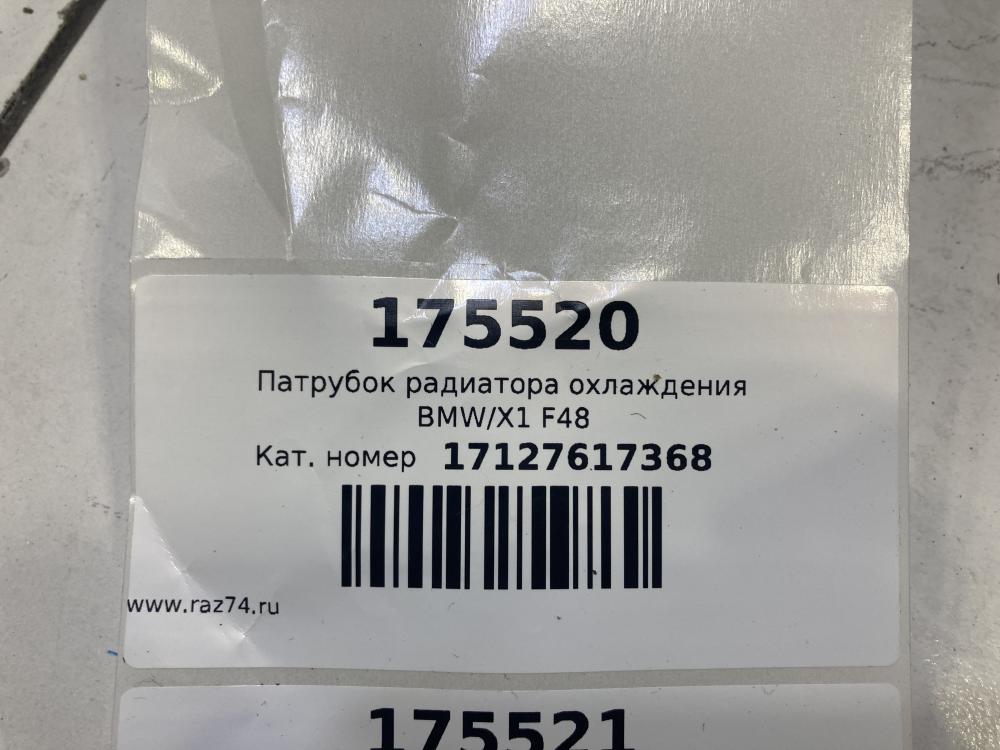 175520
Патрубок радиатора охлаждения
BMW/X1 F48
Кат. номер 17127617368
www.raz74.ru
175521